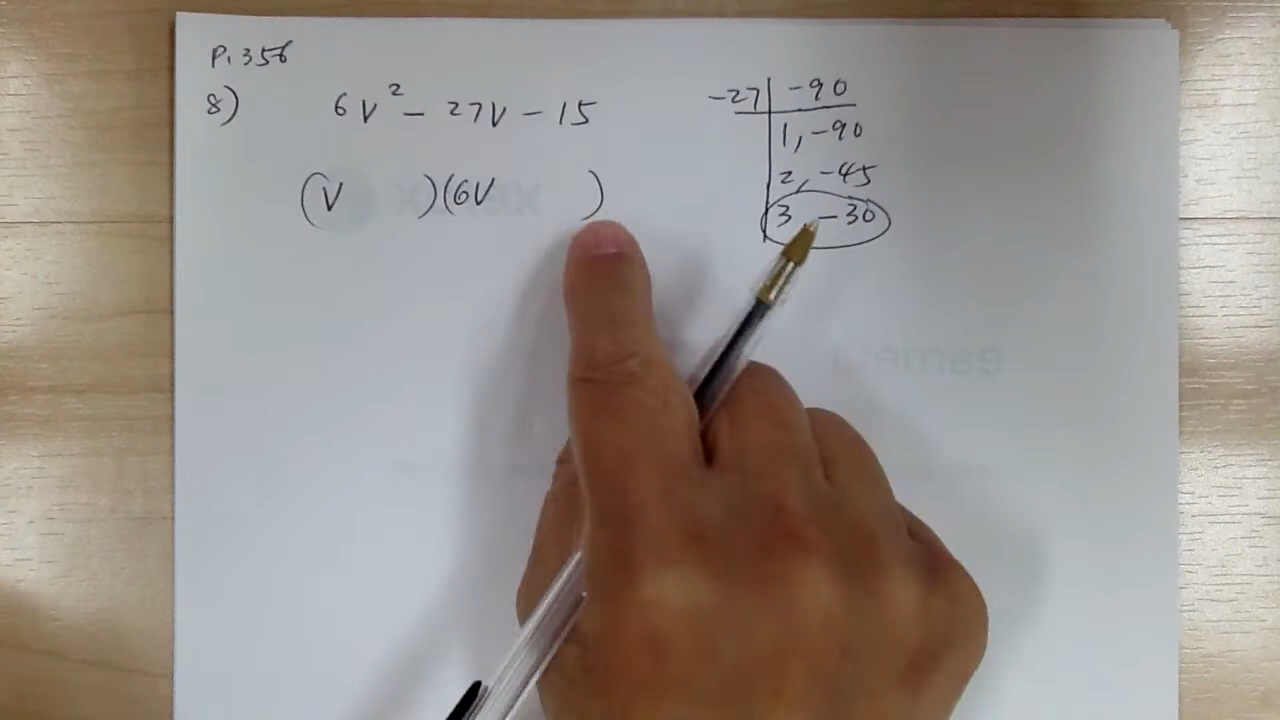 P. 356
8) 6V² - 27V - 15
(V )(6V )
-27 | -90
1, -90
2, -45
3, -30